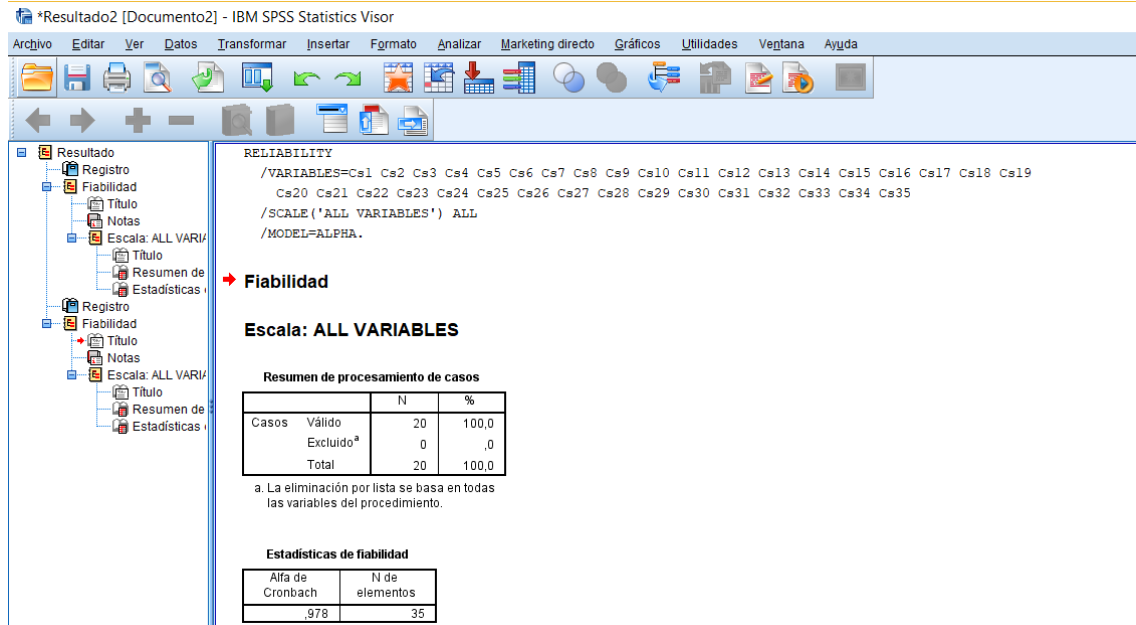 *Resultado2 [Documento2] - IBM SPSS Statistics Visor
Archivo Editar Ver Datos Transformar Insertar Formato Analizar Marketing directo Gráficos Utilidades Ventana Ayuda
Resultado
Registro
Fiabilidad
Título
Notas
Escala: ALL VARIA
Título
Resumen de
Estadísticas
Registro
Fiabilidad
Título
Notas
Escala: ALL VARIA
Título
Resumen de
Estadísticas
RELIABILITY
/VARIABLES=Cs1 Cs2 Cs3 Cs4 Cs5 Cs6 Cs7 Cs8 Cs9 Cs10 Cs11 Cs12 Cs13 Cs14 Cs15 Cs16 Cs17 Cs18 Cs19
Cs20 Cs21 Cs22 Cs23 Cs24 Cs25 Cs26 Cs27 Cs28 Cs29 Cs30 Cs31 Cs32 Cs33 Cs34 Cs35
/SCALE('ALL VARIABLES') ALL
/MODEL=ALPHA.
Fiabilidad
Escala: ALL VARIABLES
Resumen de procesamiento de casos
N %
Casos Válido 20 100,0
Excluido^a 0 ,0
Total 20 100,0
a. La eliminación por lista se basa en todas
las variables del procedimiento.
Estadísticas de fiabilidad
Alfa de N de
Cronbach elementos
,978 35